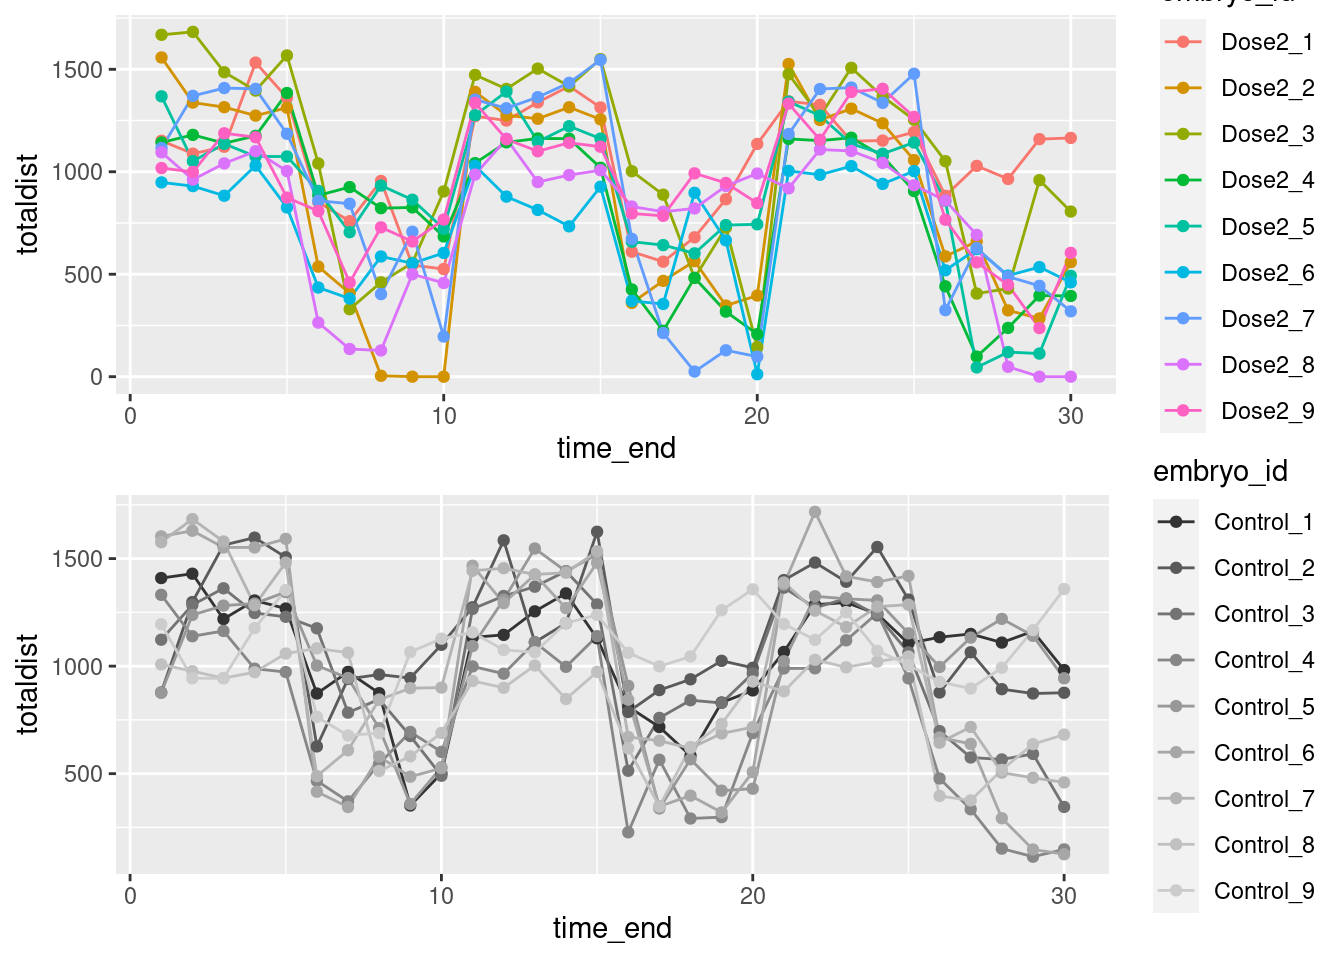 embryo_id
1500
1000
500
0
totaldist
0
10
20
30
time_end
Dose2_1
Dose2_2
Dose2_3
Dose2_4
Dose2_5
Dose2_6
Dose2_7
Dose2_8
Dose2_9
1500
1000
500
totaldist
0
10
20
30
time_end
embryo_id
Control_1
Control_2
Control_3
Control_4
Control_5
Control_6
Control_7
Control_8
Control_9